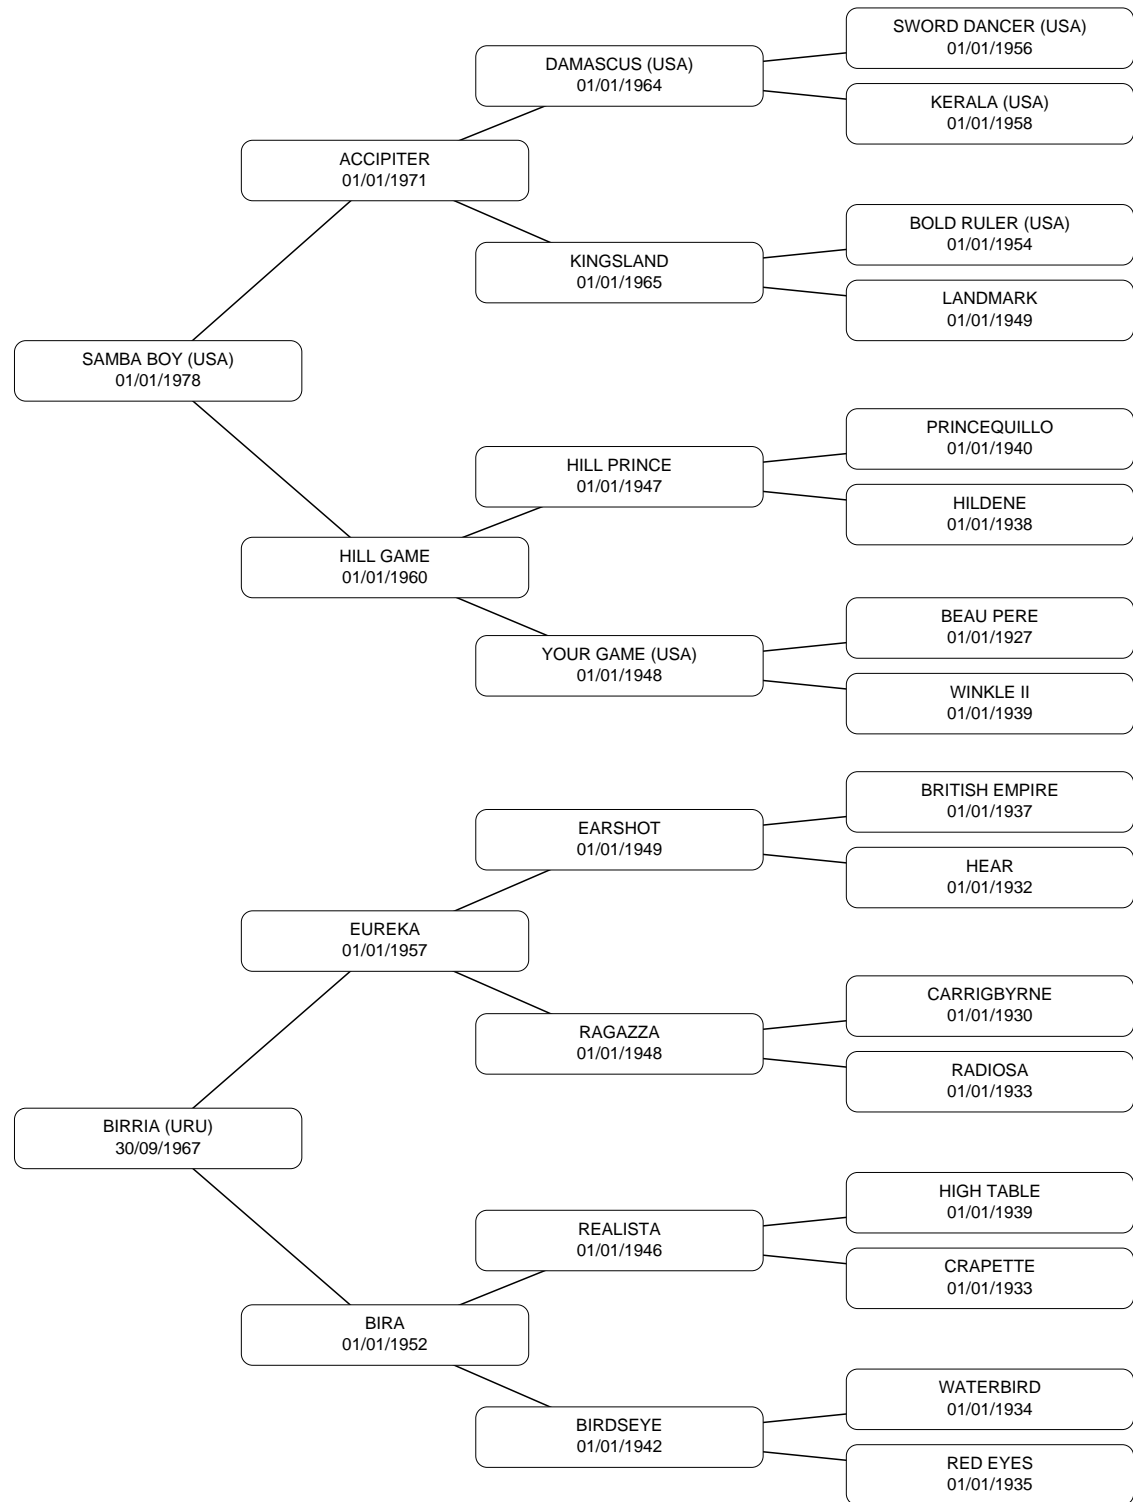 SWORD DANCER (USA)
01/01/1956
DAMASCUS (USA)
01/01/1964
KERALA (USA)
01/01/1958
ACCIPITER
01/01/1971
BOLD RULER (USA)
01/01/1954
KINGSLAND
01/01/1965
LANDMARK
01/01/1949
SAMBA BOY (USA)
01/01/1978
PRINCEQUILLO
01/01/1940
HILL PRINCE
01/01/1947
HILDENE
01/01/1938
HILL GAME
01/01/1960
BEAU PERE
01/01/1927
YOUR GAME (USA)
01/01/1948
WINKLE II
01/01/1939
BRITISH EMPIRE
01/01/1937
EARSHOT
01/01/1949
HEAR
01/01/1932
EUREKA
01/01/1957
CARRIGBYRNE
01/01/1930
RAGAZZA
01/01/1948
RADIOSA
01/01/1933
BIRRIA (URU)
30/09/1967
HIGH TABLE
01/01/1939
REALISTA
01/01/1946
CRAPETTE
01/01/1933
BIRA
01/01/1952
WATERBIRD
01/01/1934
BIRDSEYE
01/01/1942
RED EYES
01/01/1935